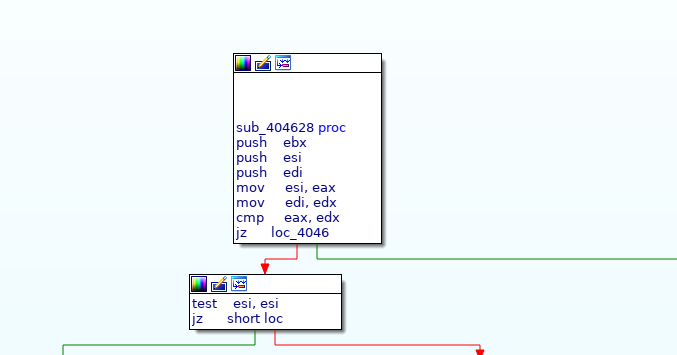 sub_404628 proc
push ebx
push esi
push edi
mov esi, eax
mov edi, edx
cmp eax, edx
jz loc_4046
test esi, esi
jz short loc